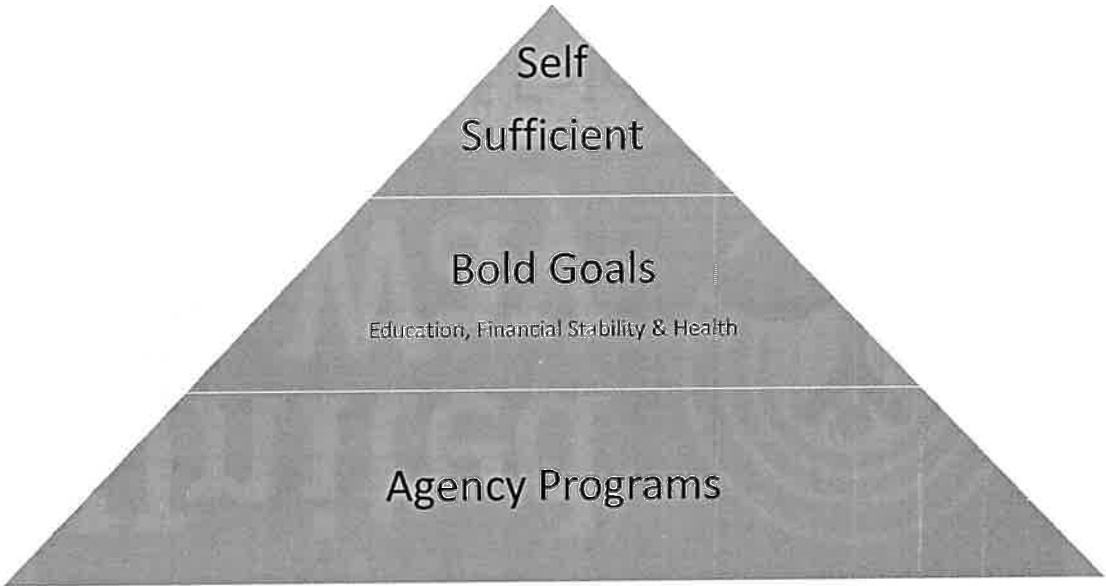 Self
Sufficient
Bold Goals
Education, Financial Stability & Health
Agency Programs